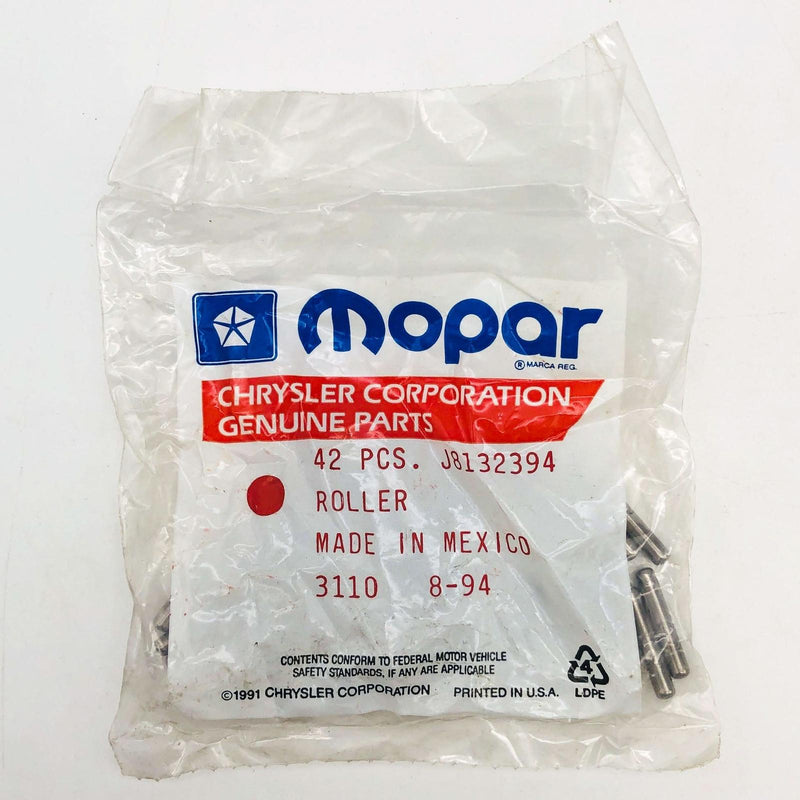 mopar
® MARCA REG.
CHRYSLER CORPORATION
GENUINE PARTS
42 PCS. J8132394
ROLLER
MADE IN MEXICO
3110 8-94
CONTENTS CONFORM TO FEDERAL MOTOR VEHICLE
SAFETY STANDARDS, IF ANY ARE APPLICABLE
©1991 CHRYSLER CORPORATION PRINTED IN U.S.A.
4
LDPE